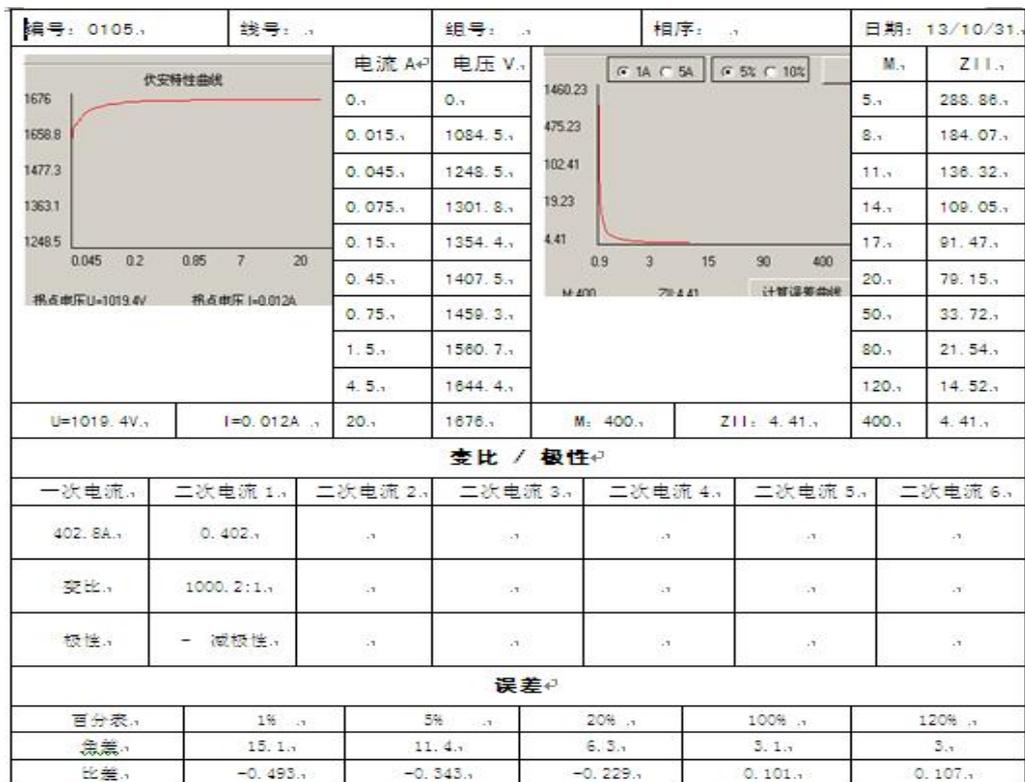 编号：0105 线号： 组号： 相序： 日期：13/10/31
伏安特性曲线 电流 A 电压 V 1A 5A 5% 10% M ZII
1676 0 0 1460.23 5 288.86
1658.8 0.015 1084.5 475.23 8 184.07
1477.3 0.045 1248.5 102.41 11 136.32
1363.1 0.075 1301.8 19.23 14 109.05
1248.5 0.15 1354.4 4.41 17 91.47
0.045 0.2 0.85 7 20 0.9 3 15 90 400
拐点电压U=1019.4V 拐点电压 I=0.012A 0.45 1407.5 M:400 ZII:4.41 计算误差曲线 20 79.15
0.75 1459.3 50 33.72
1.5 1560.7 80 21.54
4.5 1644.4 120 14.52
U=1019.4V I=0.012A 20 1676 M：400 ZII：4.41 400 4.41
变比 / 极性
一次电流 二次电流 1 二次电流 2 二次电流 3 二次电流 4 二次电流 5 二次电流 6
402.8A 0.402
变比 1000.2:1
极性 - 减极性
误差
百分表 1% 5% 20% 100% 120%
角差 15.1 11.4 6.3 3.1 3
比差 -0.493 -0.343 -0.229 0.101 0.107